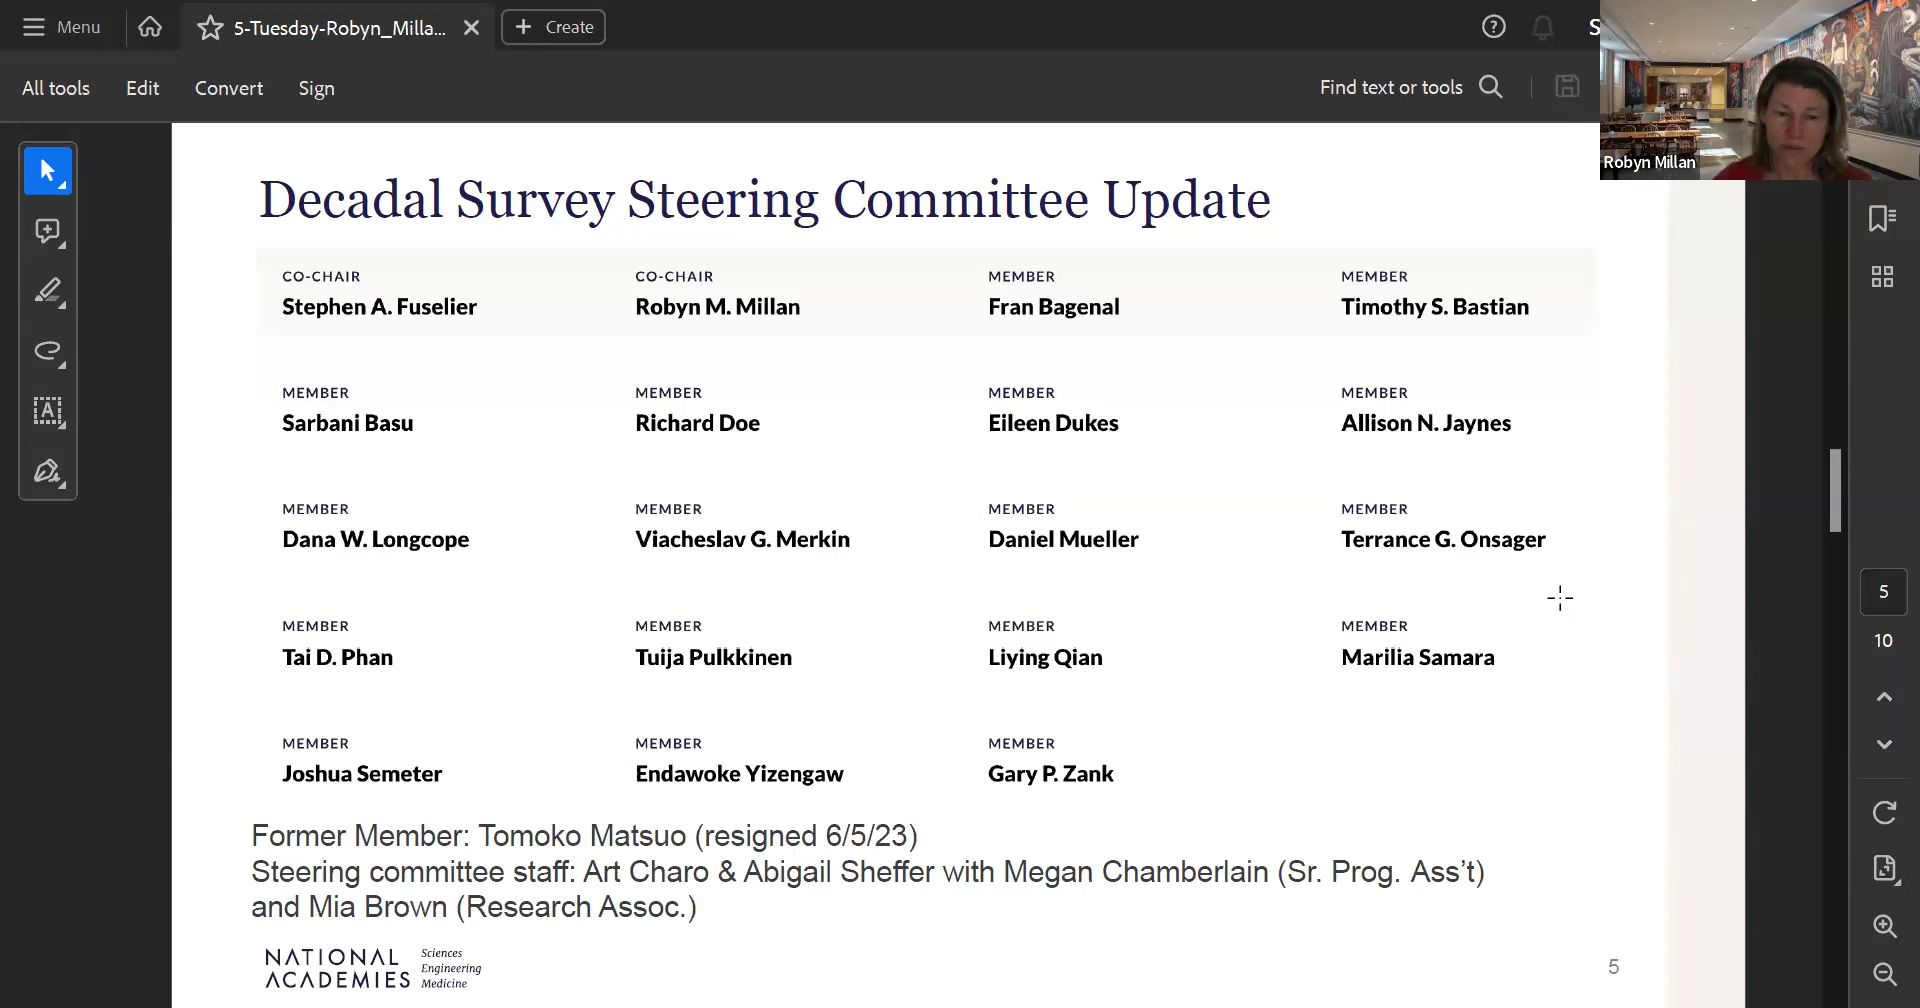 Menu
5-Tuesday-Robyn_Milla...
Create
S
All tools
Edit
Convert
Sign
Find text or tools
Robyn Millan
Decadal Survey Steering Committee Update
CO-CHAIR
Stephen A. Fuselier
CO-CHAIR
Robyn M. Millan
MEMBER
Fran Bagenal
MEMBER
Timothy S. Bastian
MEMBER
Sarbani Basu
MEMBER
Richard Doe
MEMBER
Eileen Dukes
MEMBER
Allison N. Jaynes
MEMBER
Dana W. Longcope
MEMBER
Viacheslav G. Merkin
MEMBER
Daniel Mueller
MEMBER
Terrance G. Onsager
MEMBER
Tai D. Phan
MEMBER
Tuija Pulkkinen
MEMBER
Liying Qian
MEMBER
Marilia Samara
MEMBER
Joshua Semeter
MEMBER
Endawoke Yizengaw
MEMBER
Gary P. Zank
Former Member: Tomoko Matsuo (resigned 6/5/23)
Steering committee staff: Art Charo & Abigail Sheffer with Megan Chamberlain (Sr. Prog. Ass’t)
and Mia Brown (Research Assoc.)
NATIONAL
ACADEMIES
Sciences
Engineering
Medicine
5
5
10